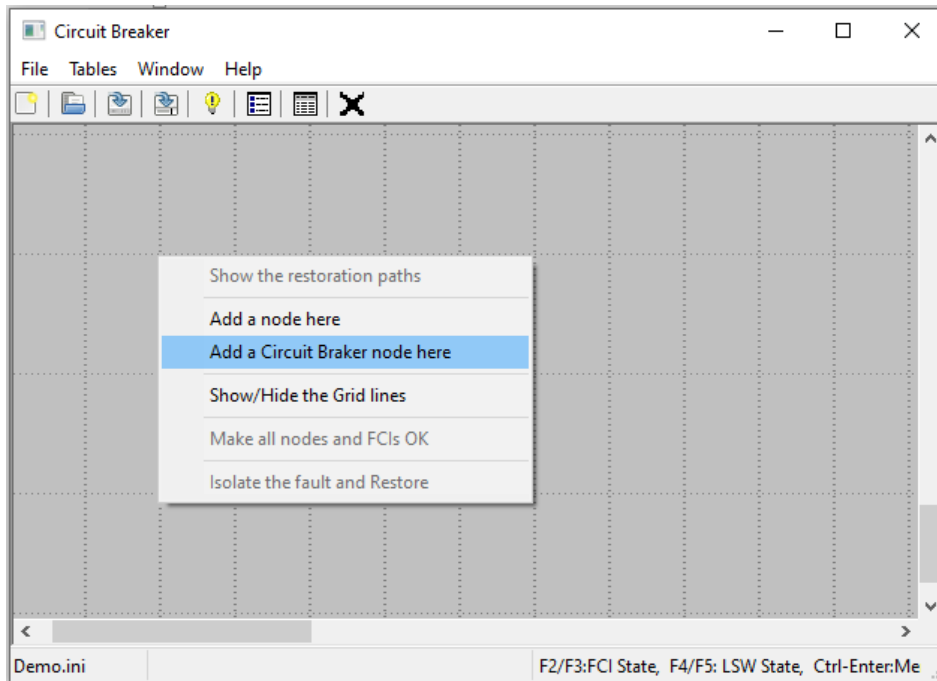 Circuit Breaker
File Tables Window Help
Show the restoration paths
Add a node here
Add a Circuit Braker node here
Show/Hide the Grid lines
Make all nodes and FCIs OK
Isolate the fault and Restore
Demo.ini
F2/F3:FCI State, F4/F5: LSW State, Ctrl-Enter:Me